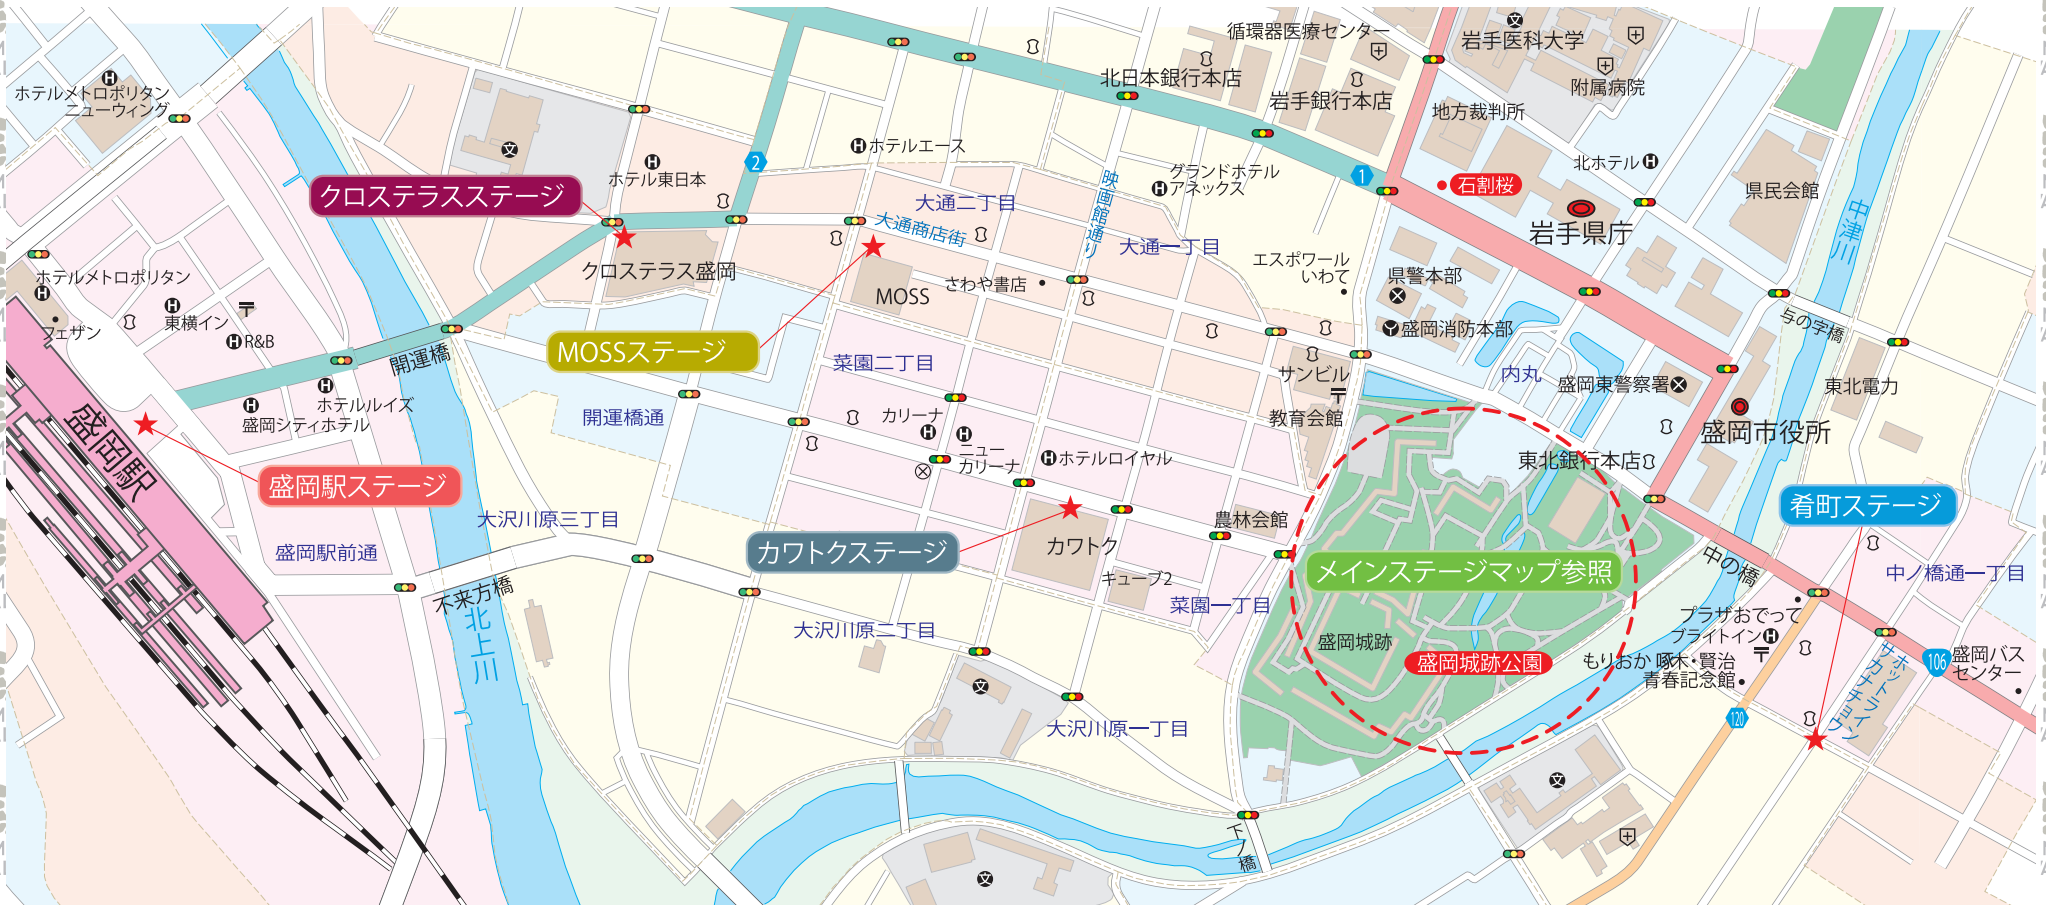 循環器医療センター
岩手医科大学
附属病院
北日本銀行本店
岩手銀行本店
地方裁判所
ホテルメトロポリタン
ニューウィング
ホテルエース
ホテル東日本
2
グランドホテル
アネックス
1
石割桜
北ホテル
県民会館
中津川
クロステラスステージ
大通二丁目
大通商店街
映画館通り
大通一丁目
岩手県庁
ホテルメトロポリタン
フェザン
東横イン
R&B
クロステラス盛岡
MOSS
さわや書店
エスポワール
いわて
県警本部
盛岡消防本部
与の字橋
開運橋
MOSSステージ
菜園二丁目
サンビル
内丸
盛岡東警察署
東北電力
ホテルルイズ
盛岡シティホテル
開運橋通
カリーナ
ニュー
カリーナ
教育会館
盛岡市役所
盛岡駅
盛岡駅ステージ
ホテルロイヤル
東北銀行本店
肴町ステージ
大沢川原三丁目
農林会館
盛岡駅前通
カワトクステージ
カワトク
キューブ2
メインステージマップ参照
中の橋
中ノ橋通一丁目
不来方橋
北上川
菜園一丁目
大沢川原二丁目
盛岡城跡
盛岡城跡公園
プラザおでって
ブライトイン
もりおか 啄木・賢治
青春記念館
ホットライン
サカナチョウ
106
盛岡バス
センター
大沢川原一丁目
120
下ノ橋